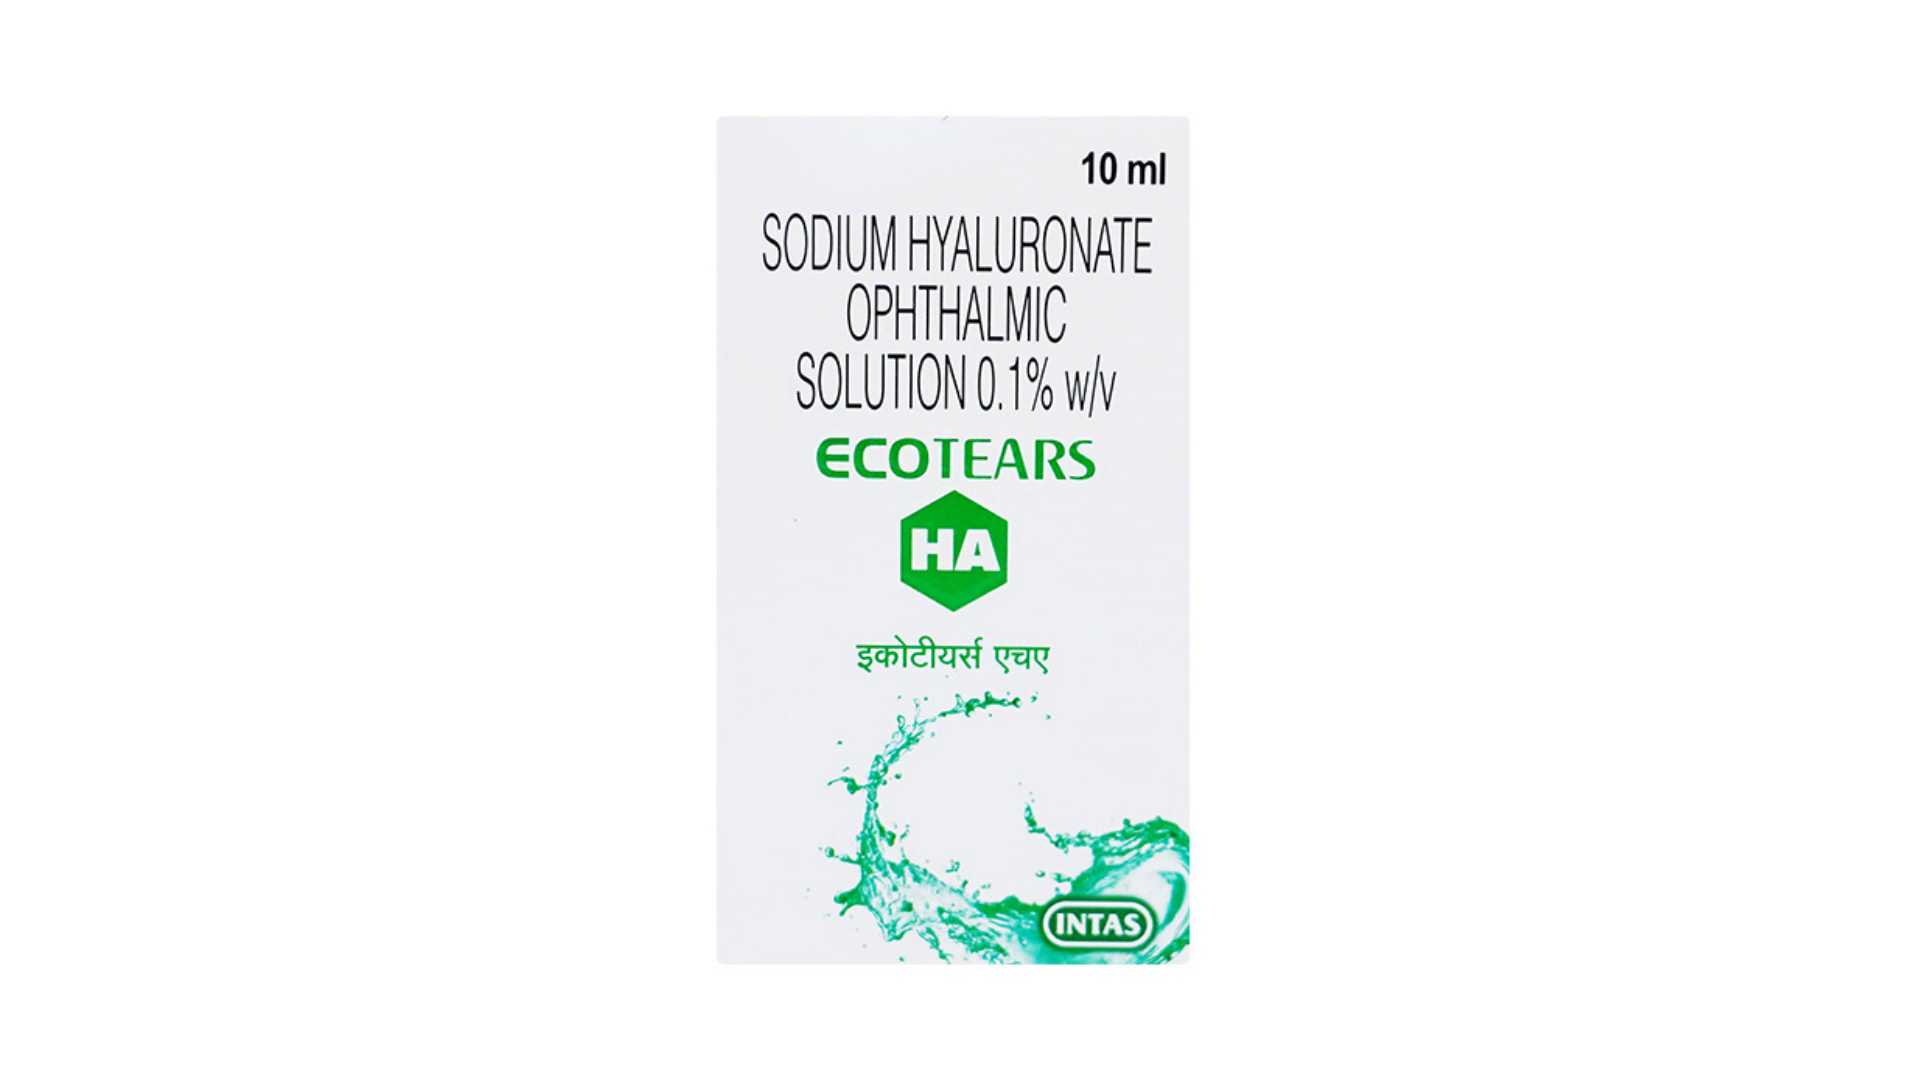 10 ml
SODIUM HYALURONATE
OPHTHALMIC
SOLUTION 0.1% w/v
ECOTEARS
HA
इकोटीयर्स एचए
INTAS